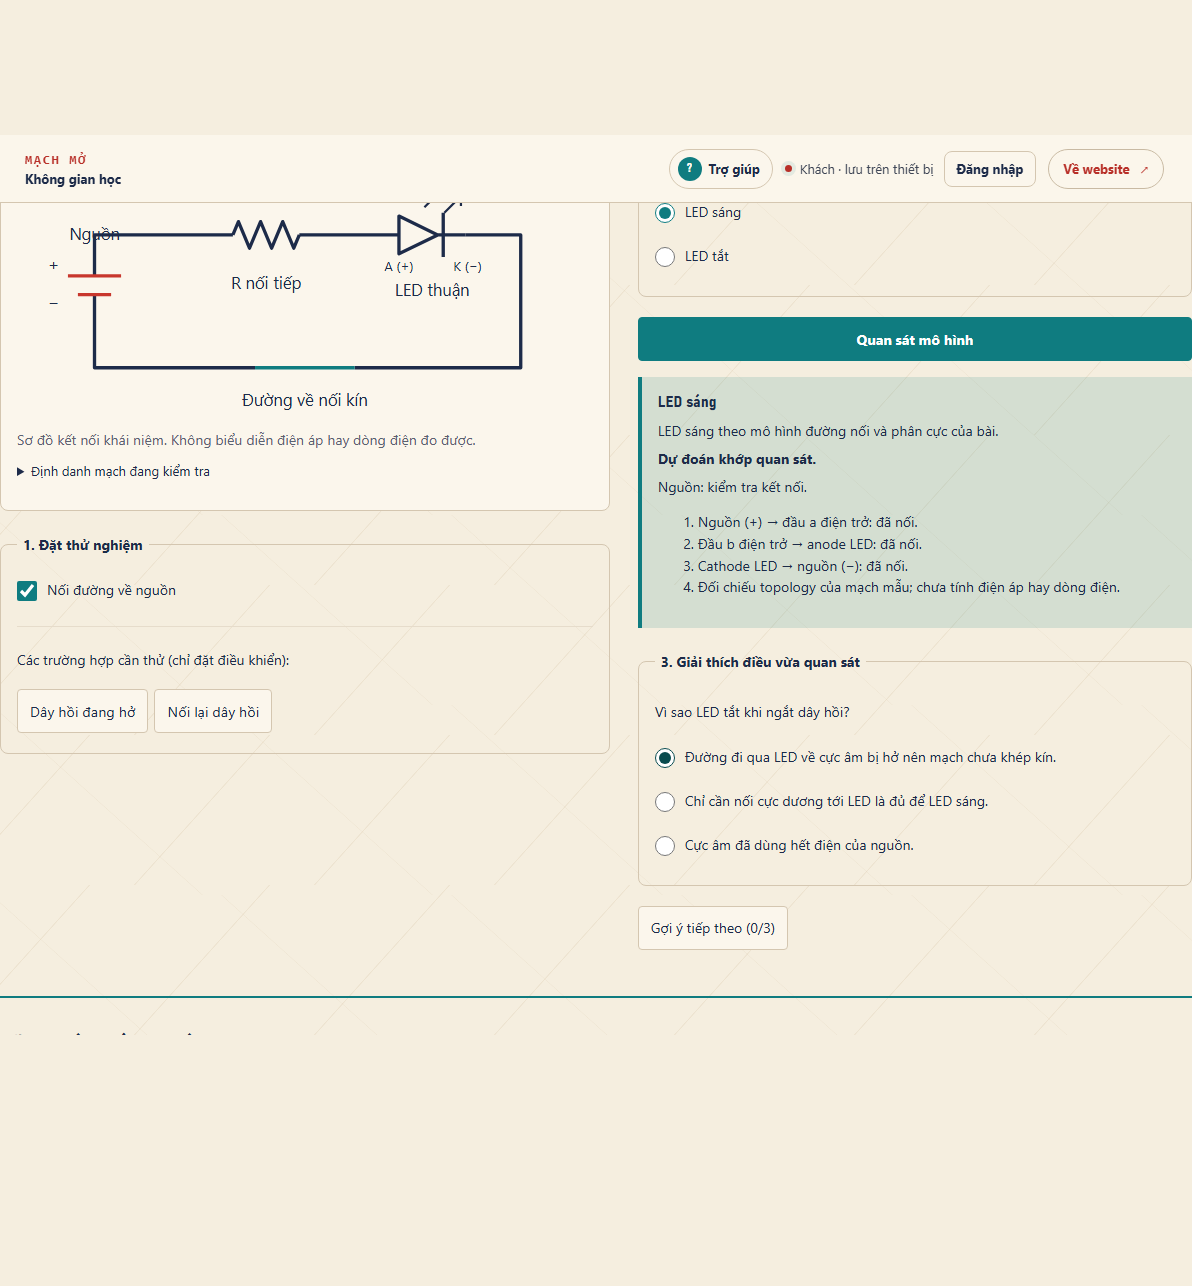 MẠCH MỞ
Không gian học
? Trợ giúp
Khách · lưu trên thiết bị
Đăng nhập
Về website ↗
Nguồn
+
−
R nối tiếp
A (+)
K (−)
LED thuận
Đường về nối kín
Sơ đồ kết nối khái niệm. Không biểu diễn điện áp hay dòng điện đo được.
Định danh mạch đang kiểm tra
1. Đặt thử nghiệm
Nối đường về nguồn
Các trường hợp cần thử (chỉ đặt điều khiển):
Dây hồi đang hở
Nối lại dây hồi
LED sáng
LED tắt
Quan sát mô hình
LED sáng
LED sáng theo mô hình đường nối và phân cực của bài.
Dự đoán khớp quan sát.
Nguồn: kiểm tra kết nối.
1. Nguồn (+) → đầu a điện trở: đã nối.
2. Đầu b điện trở → anode LED: đã nối.
3. Cathode LED → nguồn (−): đã nối.
4. Đối chiếu topology của mạch mẫu; chưa tính điện áp hay dòng điện.
3. Giải thích điều vừa quan sát
Vì sao LED tắt khi ngắt dây hồi?
Đường đi qua LED về cực âm bị hở nên mạch chưa khép kín.
Chỉ cần nối cực dương tới LED là đủ để LED sáng.
Cực âm đã dùng hết điện của nguồn.
Gợi ý tiếp theo (0/3)